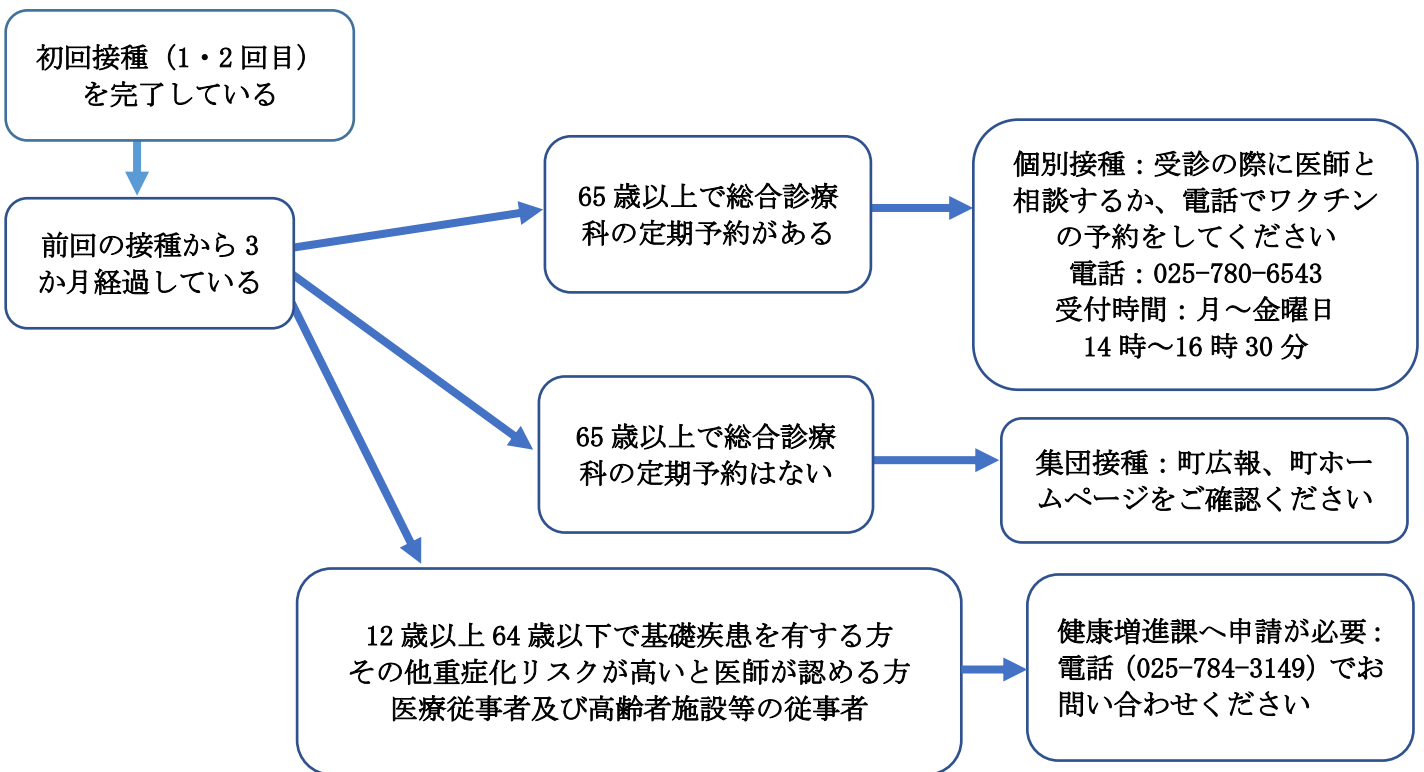 初回接種（1・2回目）
を完了している
前回の接種から3
か月経過している
65歳以上で総合診療
科の定期予約がある
個別接種：受診の際に医師と
相談するか、電話でワクチン
の予約をしてください
電話：025-780-6543
受付時間：月～金曜日
14時～16時30分
65歳以上で総合診療
科の定期予約はない
集団接種：町広報、町ホー
ムページをご確認ください
12歳以上64歳以下で基礎疾患を有する方
その他重症化リスクが高いと医師が認める方
医療従事者及び高齢者施設等の従事者
健康増進課へ申請が必要：
電話（025-784-3149）でお
問い合わせください